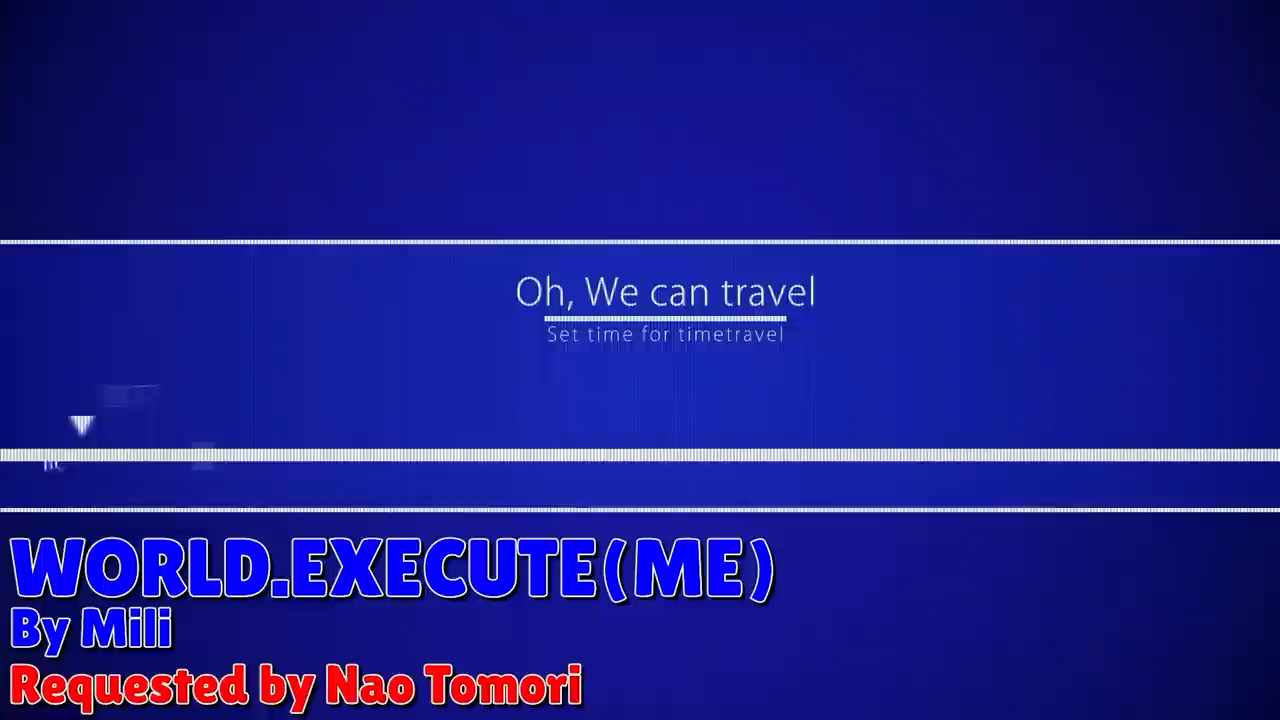 Oh, We can travel
Set time for timetravel
WORLD.EXECUTE(ME)
By Mili
Requested by Nao Tomori